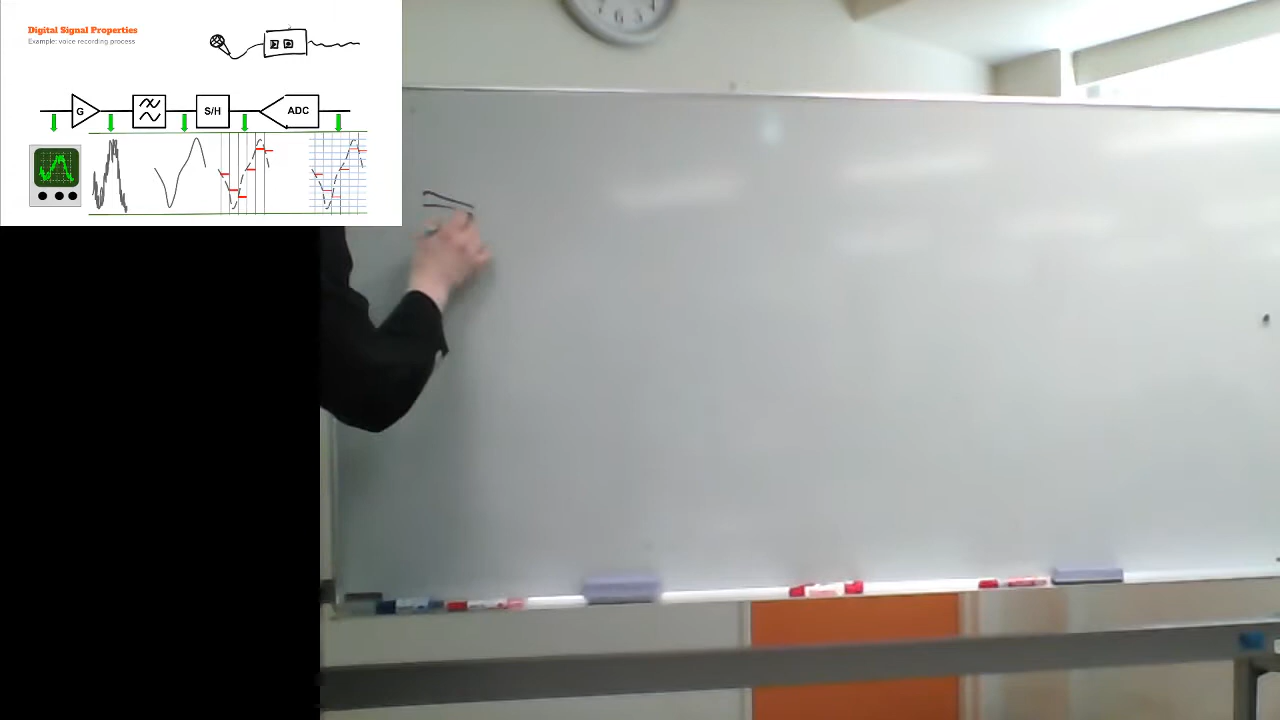 Digital Signal Properties
Example: voice recording process
G
S/H
ADC